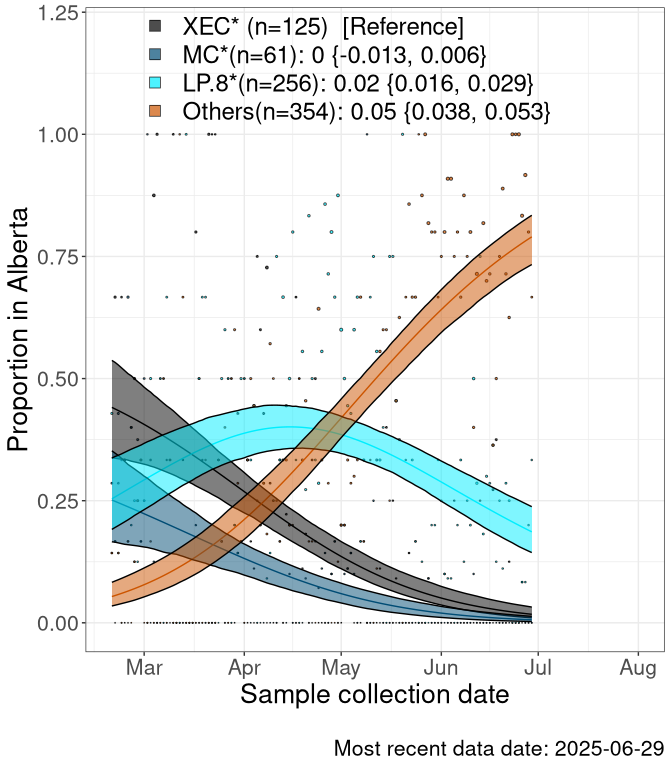 XEC* (n=125)  [Reference]
MC*(n=61): 0 {-0.013, 0.006}
LP.8*(n=256): 0.02 {0.016, 0.029}
Others(n=354): 0.05 {0.038, 0.053}
1.25
1.00
0.75
0.50
0.25
0.00
Proportion in Alberta
Mar Apr May Jun Jul Aug
Sample collection date
Most recent data date: 2025-06-29